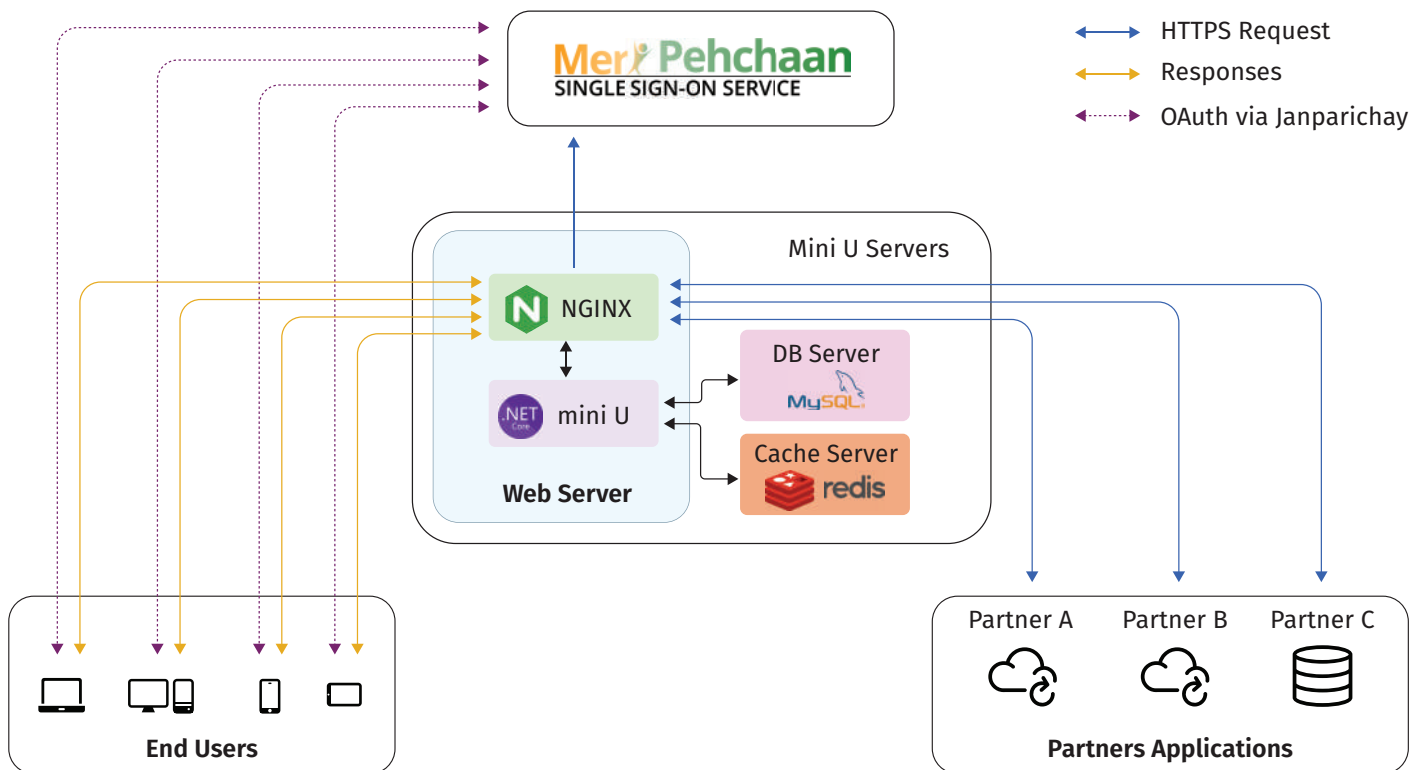 Meri Pehchaan
SINGLE SIGN-ON SERVICE
HTTPS Request
Responses
OAuth via Janparichay
Mini U Servers
NGINX
.NET
Core
mini U
Web Server
DB Server
MySQL
Cache Server
redis
End Users
Partner A
Partner B
Partner C
Partners Applications